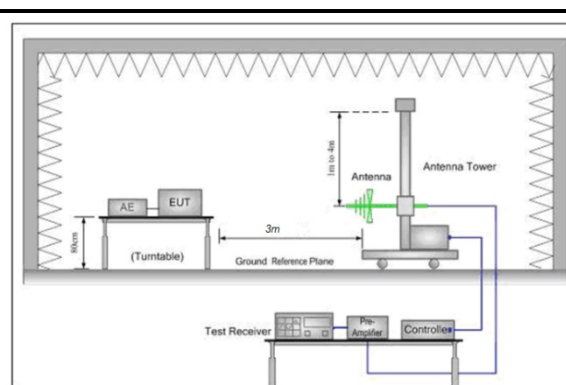 1m to 4m
Antenna Tower
Antenna
AE
EUT
80cm
(Turntable)
3m
Ground Reference Plane
Test Receiver
Pre-
Amplifier
Controller